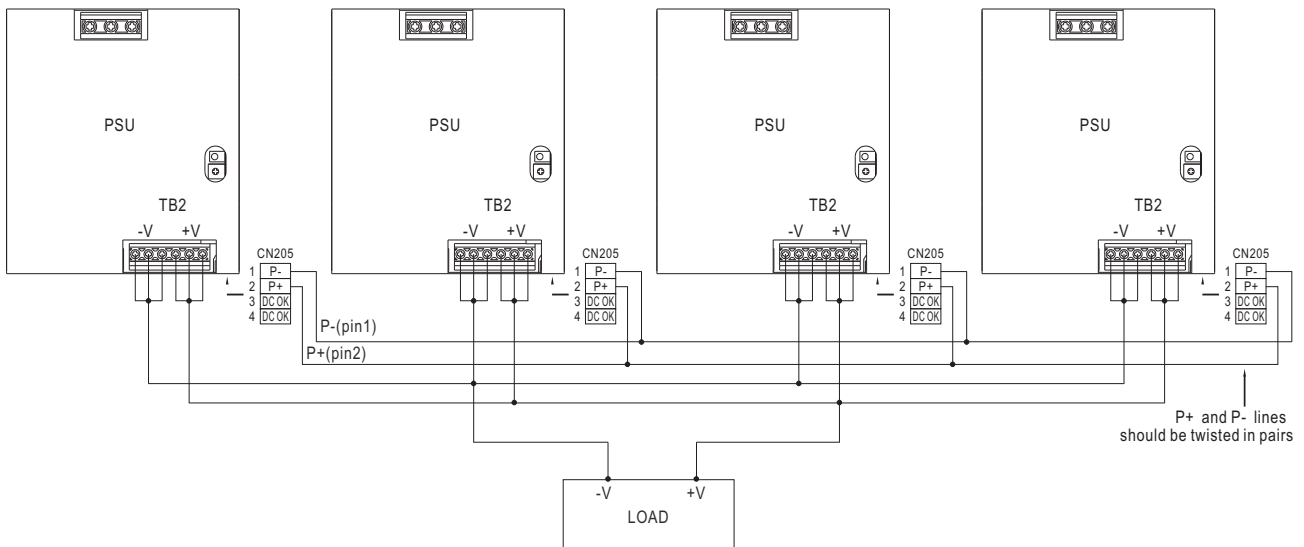 PSU PSU PSU PSU
TB2 TB2 TB2 TB2
-V +V -V +V -V +V -V +V
CN205 CN205 CN205 CN205
1 P- 1 P- 1 P- 1 P-
2 P+ 2 P+ 2 P+ 2 P+
3 DC OK 3 DC OK 3 DC OK 3 DC OK
4 DC OK 4 DC OK 4 DC OK 4 DC OK
P-(pin1)
P+(pin2)
P+ and P- lines
should be twisted in pairs
-V +V
LOAD